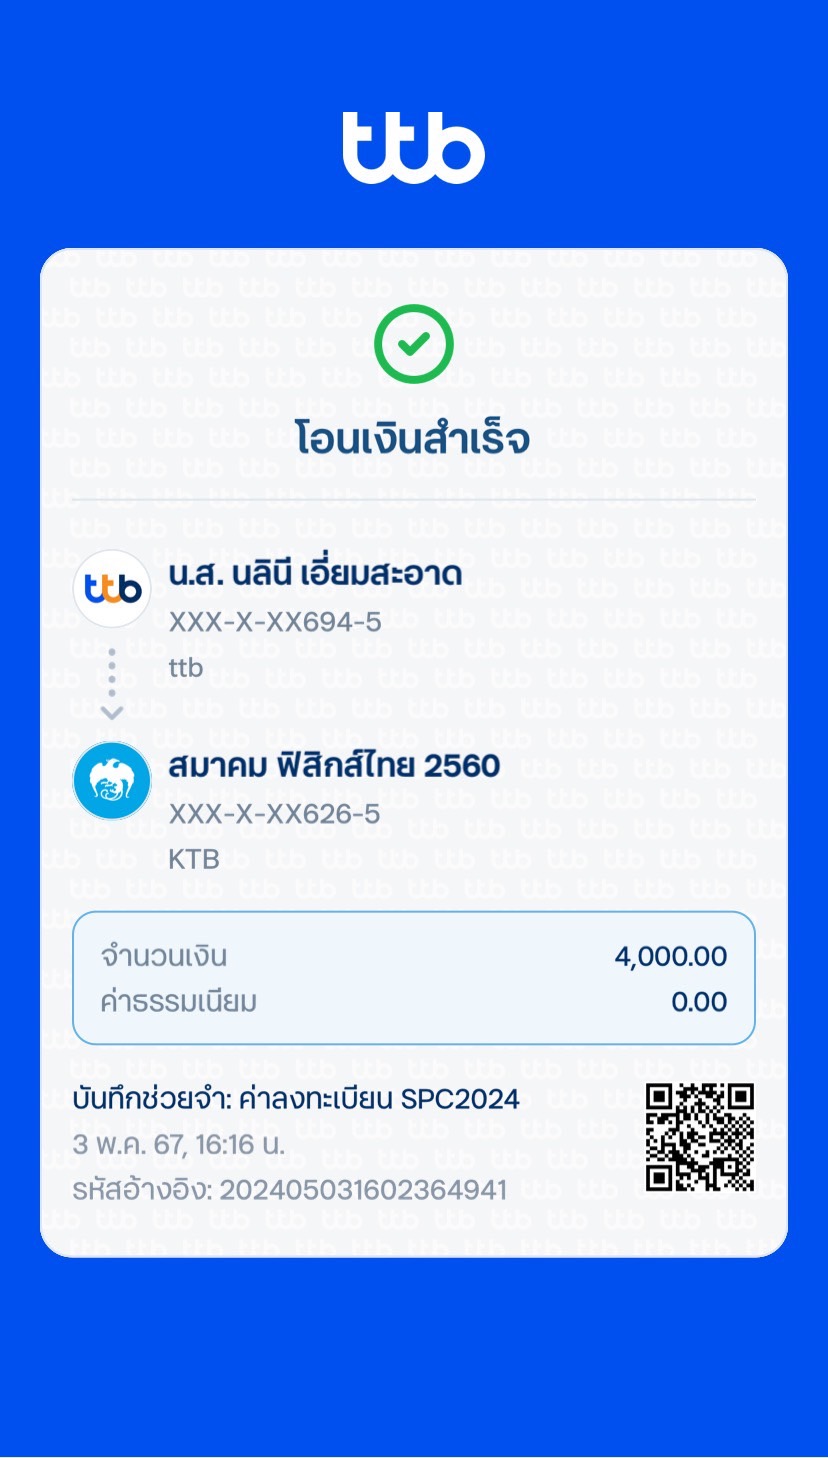 ttb
โอนเงินสำเร็จ
ttb
น.ส. นลินี เอี่ยมสะอาด
XXX-X-XX694-5
ttb
สมาคม ฟิสิกส์ไทย 2560
XXX-X-XX626-5
KTB
จำนวนเงิน 4,000.00
ค่าธรรมเนียม 0.00
บันทึกช่วยจำ: ค่าลงทะเบียน SPC2024
3 พ.ค. 67, 16:16 น.
รหัสอ้างอิง: 202405031602364941